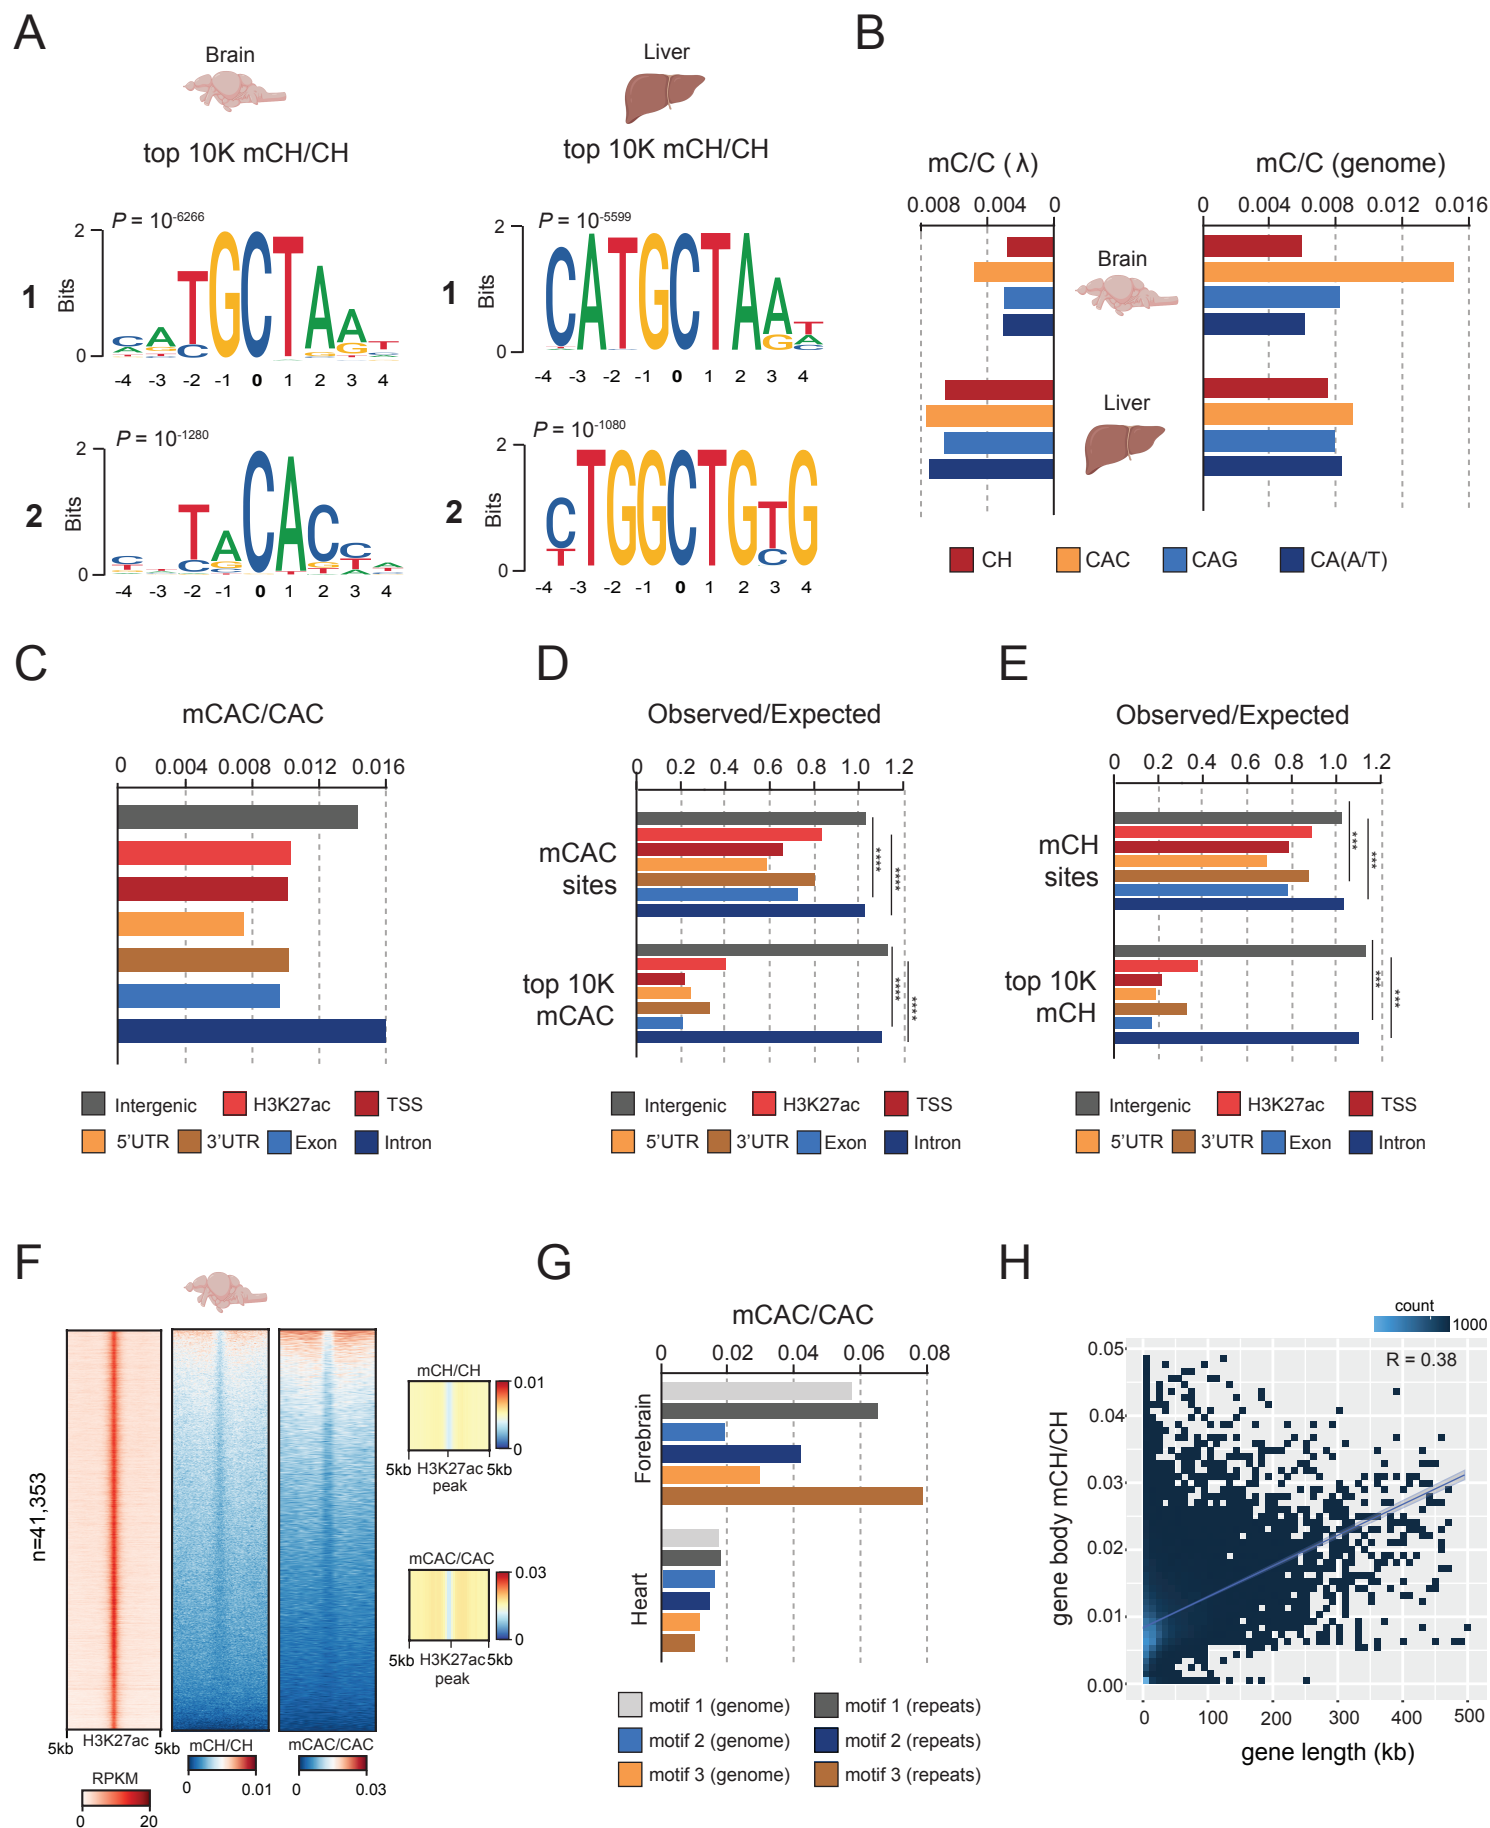 A
Brain
top 10K mCH/CH
Liver
top 10K mCH/CH
1
Bits
2
0
P = 10-6266
TGCTAA
-4 -3 -2 -1 0 1 2 3 4
1
Bits
2
0
P = 10-5599
CATGCTAA
-4 -3 -2 -1 0 1 2 3 4
2
Bits
2
0
P = 10-1280
TACACC
-4 -3 -2 -1 0 1 2 3 4
2
Bits
2
0
P = 10-1080
CTGGCTGTG
-4 -3 -2 -1 0 1 2 3 4
B
mC/C (λ)
mC/C (genome)
0.008 0.004 0
0 0.004 0.008 0.012 0.016
Brain
Liver
CH CAC CAG CA(A/T)
C
mCAC/CAC
0 0.004 0.008 0.012 0.016
Intergenic H3K27ac TSS
5'UTR 3'UTR Exon Intron
D
Observed/Expected
0 0.2 0.4 0.6 0.8 1.0 1.2
mCAC
sites
**** ****
top 10K
mCAC
**** ****
Intergenic H3K27ac TSS
5'UTR 3'UTR Exon Intron
E
Observed/Expected
0 0.2 0.4 0.6 0.8 1.0 1.2
mCH
sites
*** ***
top 10K
mCH
*** ***
Intergenic H3K27ac TSS
5'UTR 3'UTR Exon Intron
F
n=41,353
5kb H3K27ac 5kb
RPKM
0 20
mCH/CH
0 0.01
mCAC/CAC
0 0.03
mCH/CH
0.01
0
5kb H3K27ac 5kb
peak
mCAC/CAC
0.03
0
5kb H3K27ac 5kb
peak
G
mCAC/CAC
0 0.02 0.04 0.06 0.08
Forebrain
Heart
motif 1 (genome) motif 1 (repeats)
motif 2 (genome) motif 2 (repeats)
motif 3 (genome) motif 3 (repeats)
H
count
1000
R = 0.38
gene body mCH/CH
0.05
0.04
0.03
0.02
0.01
0.00
0 100 200 300 400 500
gene length (kb)